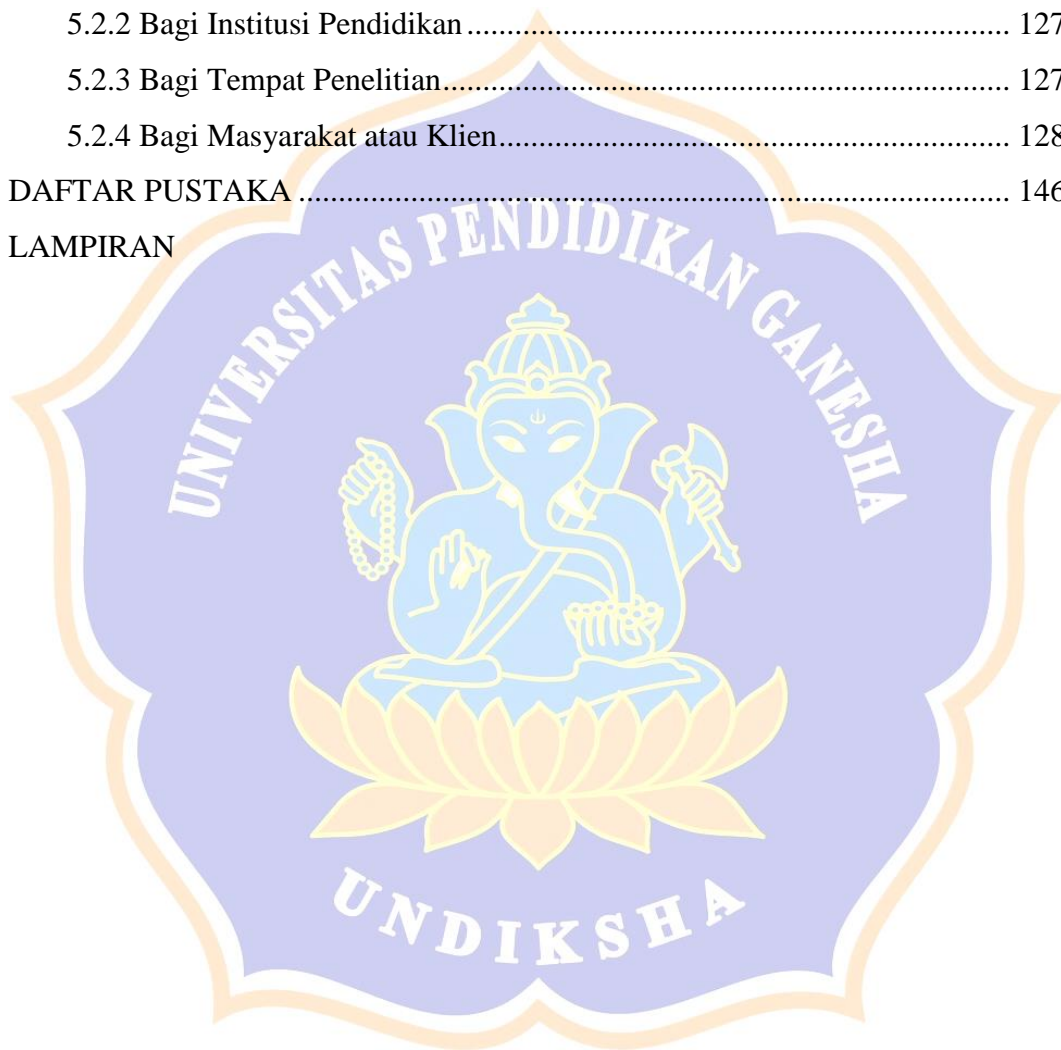 5.2.2 Bagi Institusi Pendidikan ................................................................... 127
5.2.3 Bagi Tempat Penelitian...................................................................... 127
5.2.4 Bagi Masyarakat atau Klien............................................................... 128
DAFTAR PUSTAKA ........................................................................................ 146
LAMPIRAN
UNIVERSITAS PENDIDIKAN GANESHA
UNDIKSHA